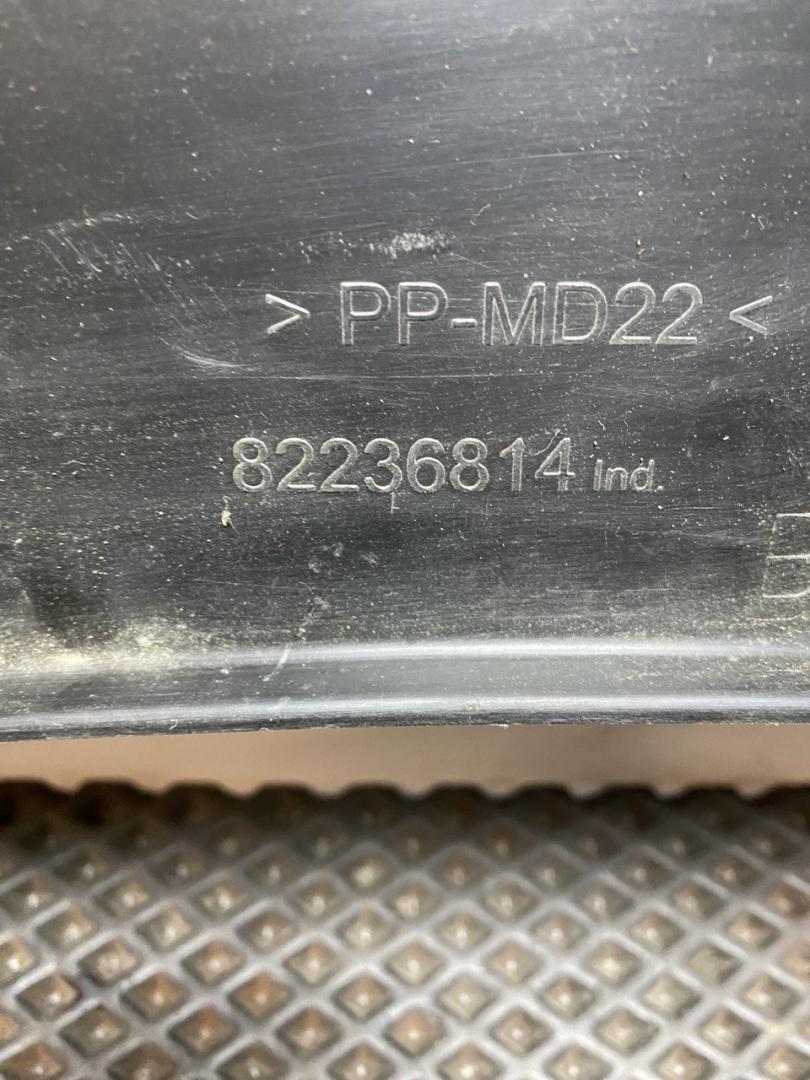 > PP-MD22 <
82236814 Ind.